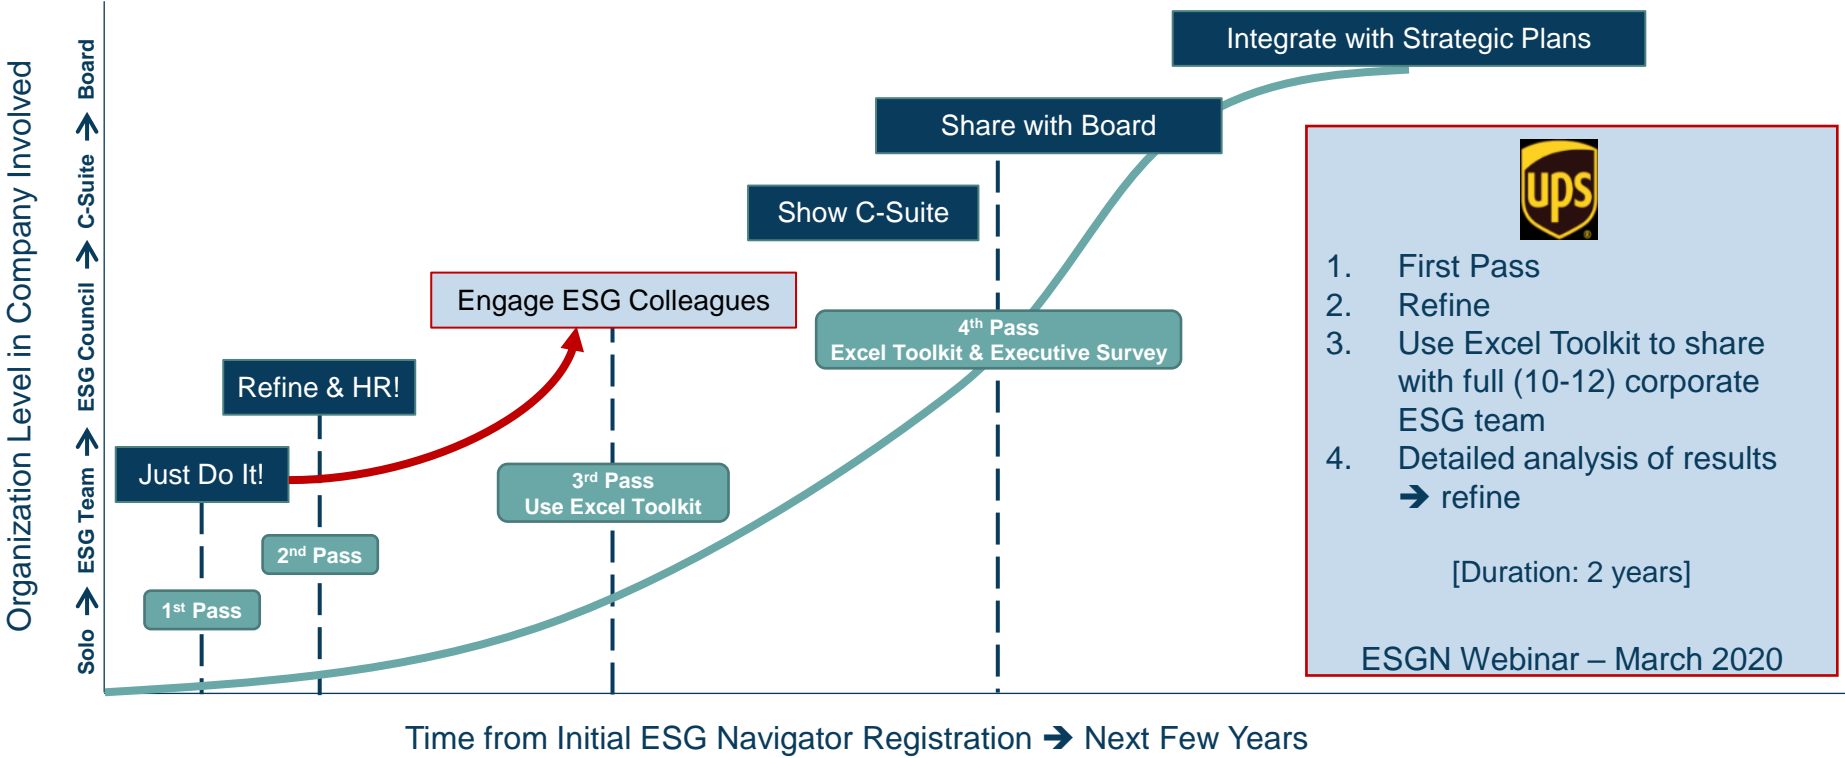 Organization Level in Company Involved
Solo → ESG Team → ESG Council → C-Suite → Board
Integrate with Strategic Plans
Share with Board
Show C-Suite
Engage ESG Colleagues
Refine & HR!
Just Do It!
1st Pass
2nd Pass
3rd Pass
Use Excel Toolkit
4th Pass
Excel Toolkit & Executive Survey
ups
1. First Pass
2. Refine
3. Use Excel Toolkit to share
with full (10-12) corporate
ESG team
4. Detailed analysis of results
→ refine
[Duration: 2 years]
ESGN Webinar – March 2020
Time from Initial ESG Navigator Registration → Next Few Years